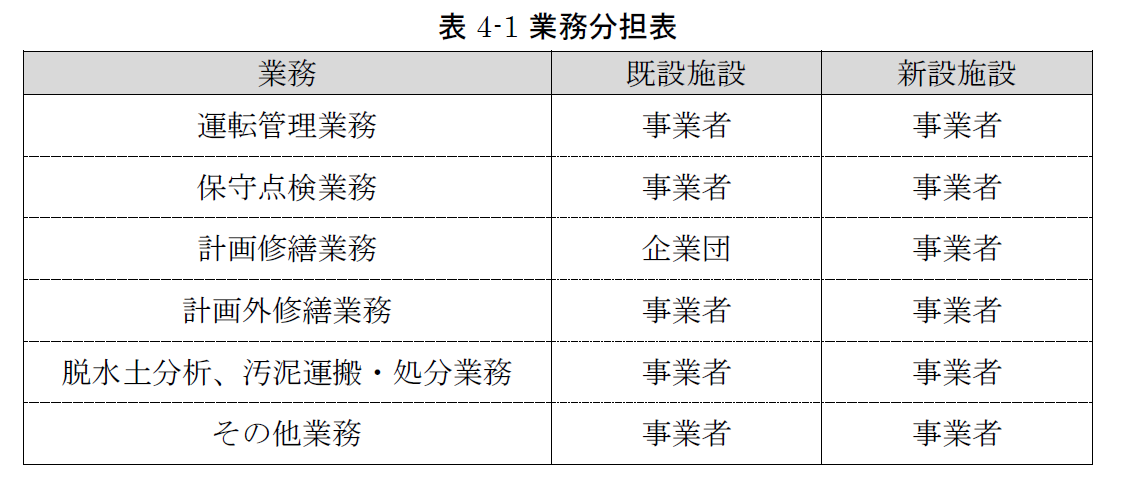 表 4-1 業務分担表
業務 既設施設 新設施設
運転管理業務 事業者 事業者
保守点検業務 事業者 事業者
計画修繕業務 企業団 事業者
計画外修繕業務 事業者 事業者
脱水土分析、汚泥運搬・処分業務 事業者 事業者
その他業務 事業者 事業者